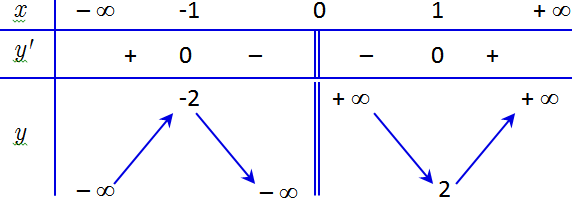 x − ∞ -1 0 1 + ∞
y′ + 0 − − 0 + 
-2 + ∞ + ∞
y
− ∞ − ∞ 2